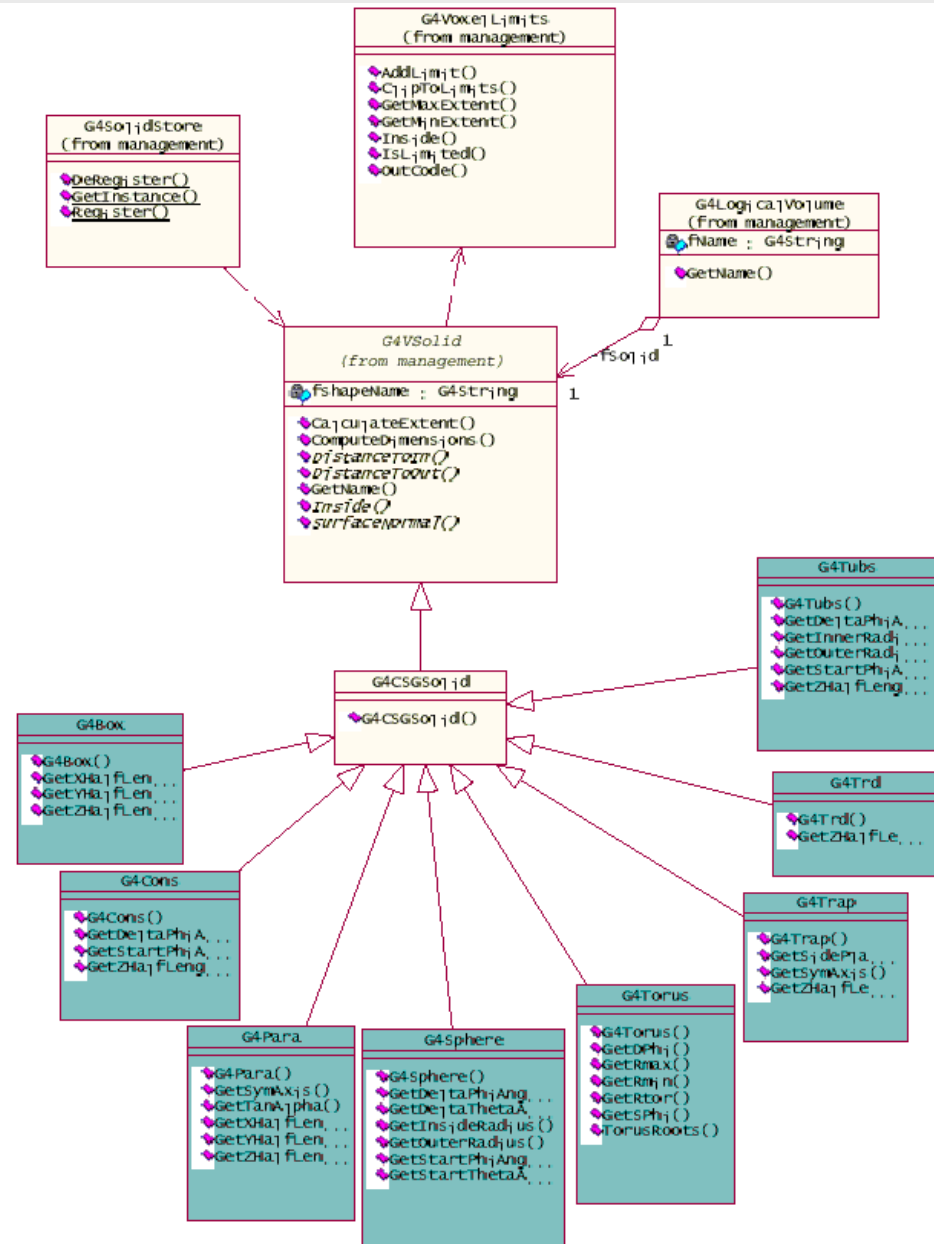 G4VoxelLimits
(from management)
AddLimit()
ClipToLimits()
GetMaxExtent()
GetMinExtent()
Inside()
IsLimited()
OutCode()
G4SolidStore
(from management)
DeRegister()
GetInstance()
Register()
G4LogicalVolume
(from management)
fName : G4String
GetName()
G4VSolid
(from management)
fshapeName : G4String
CalculateExtent()
ComputeDimensions()
DistanceToIn()
DistanceToOut()
GetName()
Inside()
SurfaceNormal()
1
-fSolid
1
G4CSGSolid
G4CSGSolid()
G4Tubs
G4Tubs()
GetDeltaPhiA...
GetInnerRadi...
GetOuterRadi...
GetStartPhiA...
GetZHalfLeng...
G4Box
G4Box()
GetXHalfLen...
GetYHalfLen...
GetZHalfLen...
G4Trd
G4Trd()
GetZHalfLe...
G4Cons
G4Cons()
GetDeltaPhiA...
GetStartPhiA...
GetZHalfLeng...
G4Trap
G4Trap()
GetSidePla...
GetSymAxis()
GetZHalfLe...
G4Para
G4Para()
GetSymAxis()
GetTanAlpha()
GetXHalfLen...
GetYHalfLen...
GetZHalfLen...
G4Sphere
G4Sphere()
GetDeltaPhiAng...
GetDeltaThetaA...
GetInsideRadius()
GetOuterRadius()
GetStartPhiAng...
GetStartThetaA...
G4Torus
G4Torus()
GetDPhi()
GetRmax()
GetRmin()
GetRtor()
GetSPhi()
TorusRoots()